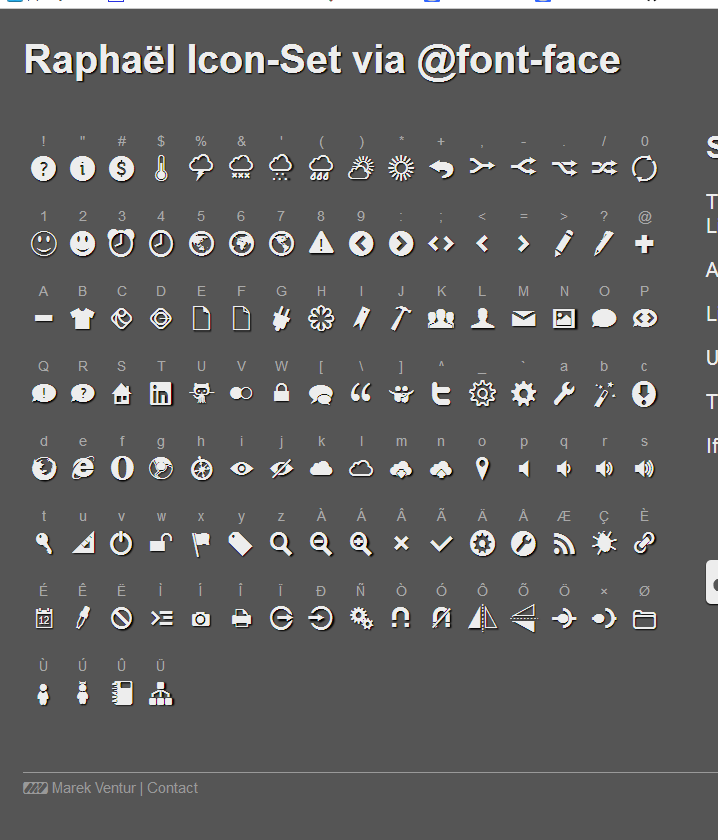 Raphaël Icon-Set via @font-face
! " # $ % & ' ( ) * + , - . / 0
1 2 3 4 5 6 7 8 9 : ; < = > ? @
A B C D E F G H I J K L M N O P
Q R S T U V W [ \ ] ^ _ ` a b c
d e f g h i j k l m n o p q r s
t u v w x y z À Á Â Ã Ä Å Æ Ç È
É Ê Ë Ì Í Î Ï Ð Ñ Ò Ó Ô Õ Ö × Ø
12
Ù Ú Û Ü
Marek Ventur | Contact